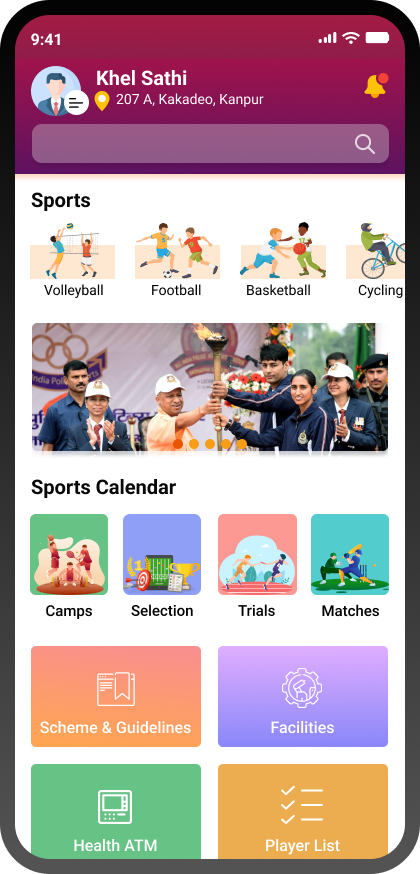 9:41
Khel Sathi
207 A, Kakadeo, Kanpur
Sports
Volleyball
Football
Basketball
Cycling
Sports Calendar
Camps
Selection
Trials
Matches
Scheme & Guidelines
Facilities
Health ATM
Player List